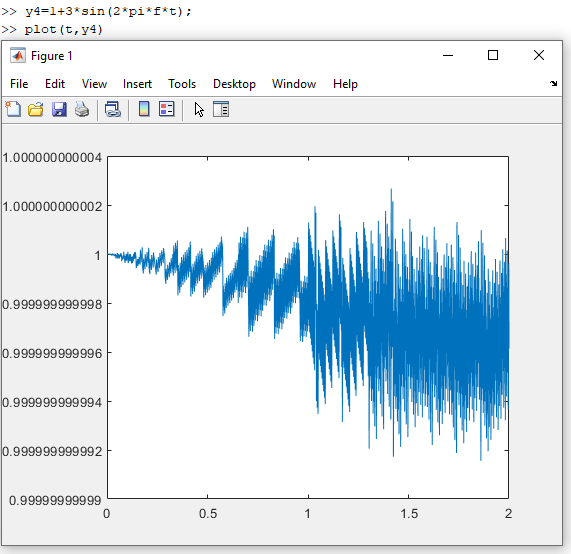 >> y4=1+3*sin(2*pi*f*t);
>> plot(t,y4)
Figure 1
File Edit View Insert Tools Desktop Window Help
1.000000000004
1.000000000002
1
0.999999999998
0.999999999996
0.999999999994
0.999999999992
0.99999999999
0 0.5 1 1.5 2